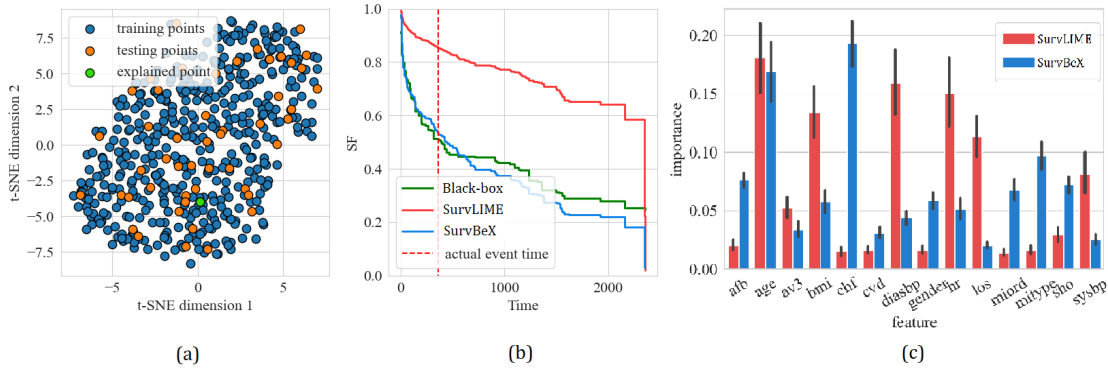 7.5
5.0
2.5
0.0
−2.5
−5.0
−7.5
t-SNE dimension 2
training points
testing points
explained point
−5
0
5
t-SNE dimension 1
(a)
1.0
0.8
0.6
0.4
0.2
0.0
SF
Black-box
SurvLIME
SurvBeX
actual event time
0
1000
2000
Time
(b)
0.20
0.15
0.10
0.05
0.00
importance
SurvLIME
SurvBeX
afb
age
av3
bmi
chf
cvd
diasbp
gender
hr
los
miord
mitype
sho
sysbp
feature
(c)